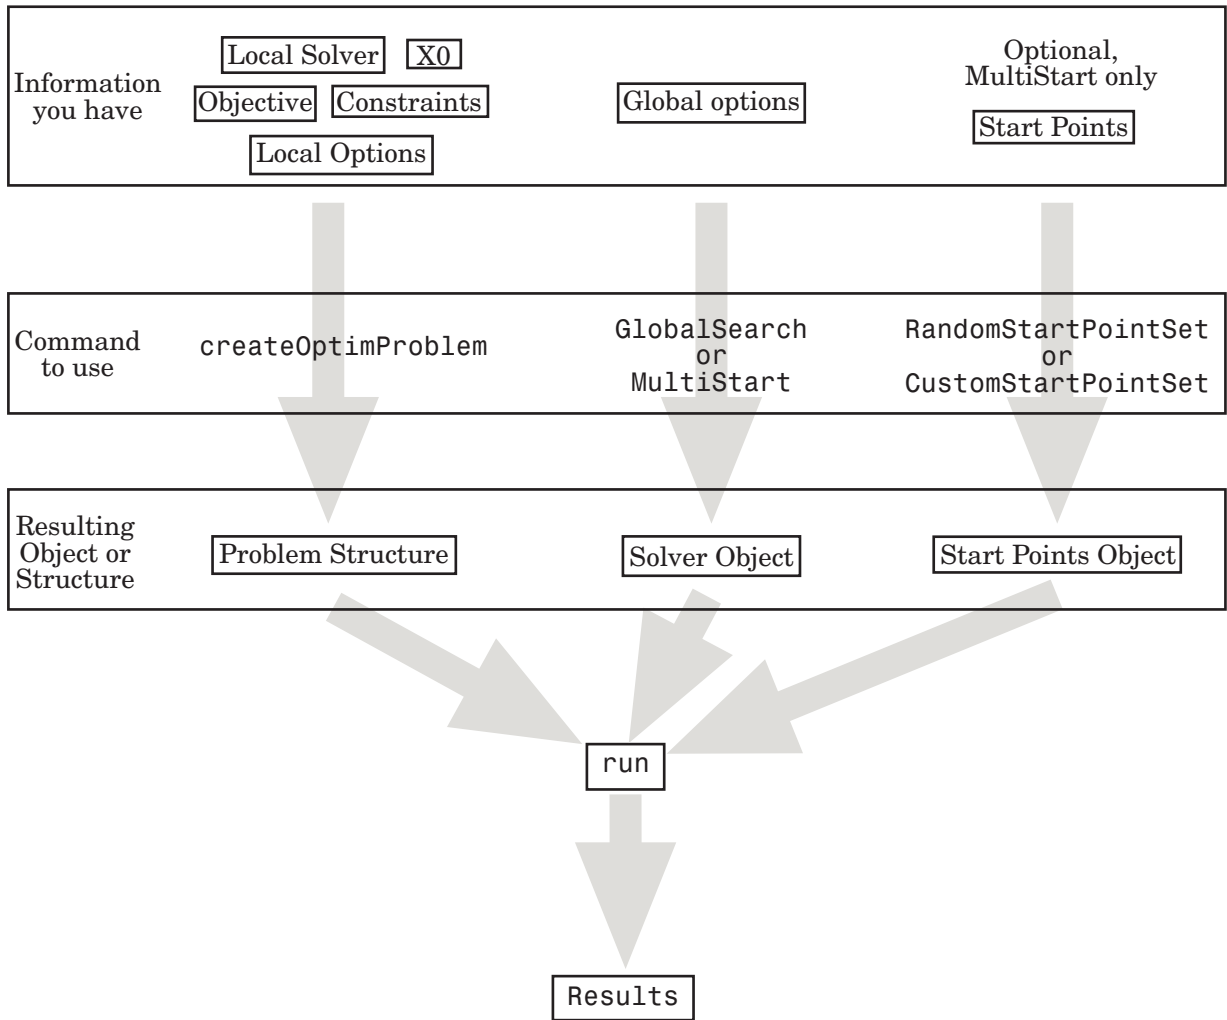 Information
you have
Local Solver
X0
Objective
Constraints
Local Options
Global options
Optional,
MultiStart only
Start Points
Command
to use
createOptimProblem
GlobalSearch
or
MultiStart
RandomStartPointSet
or
CustomStartPointSet
Resulting
Object or
Structure
Problem Structure
Solver Object
Start Points Object
run
Results